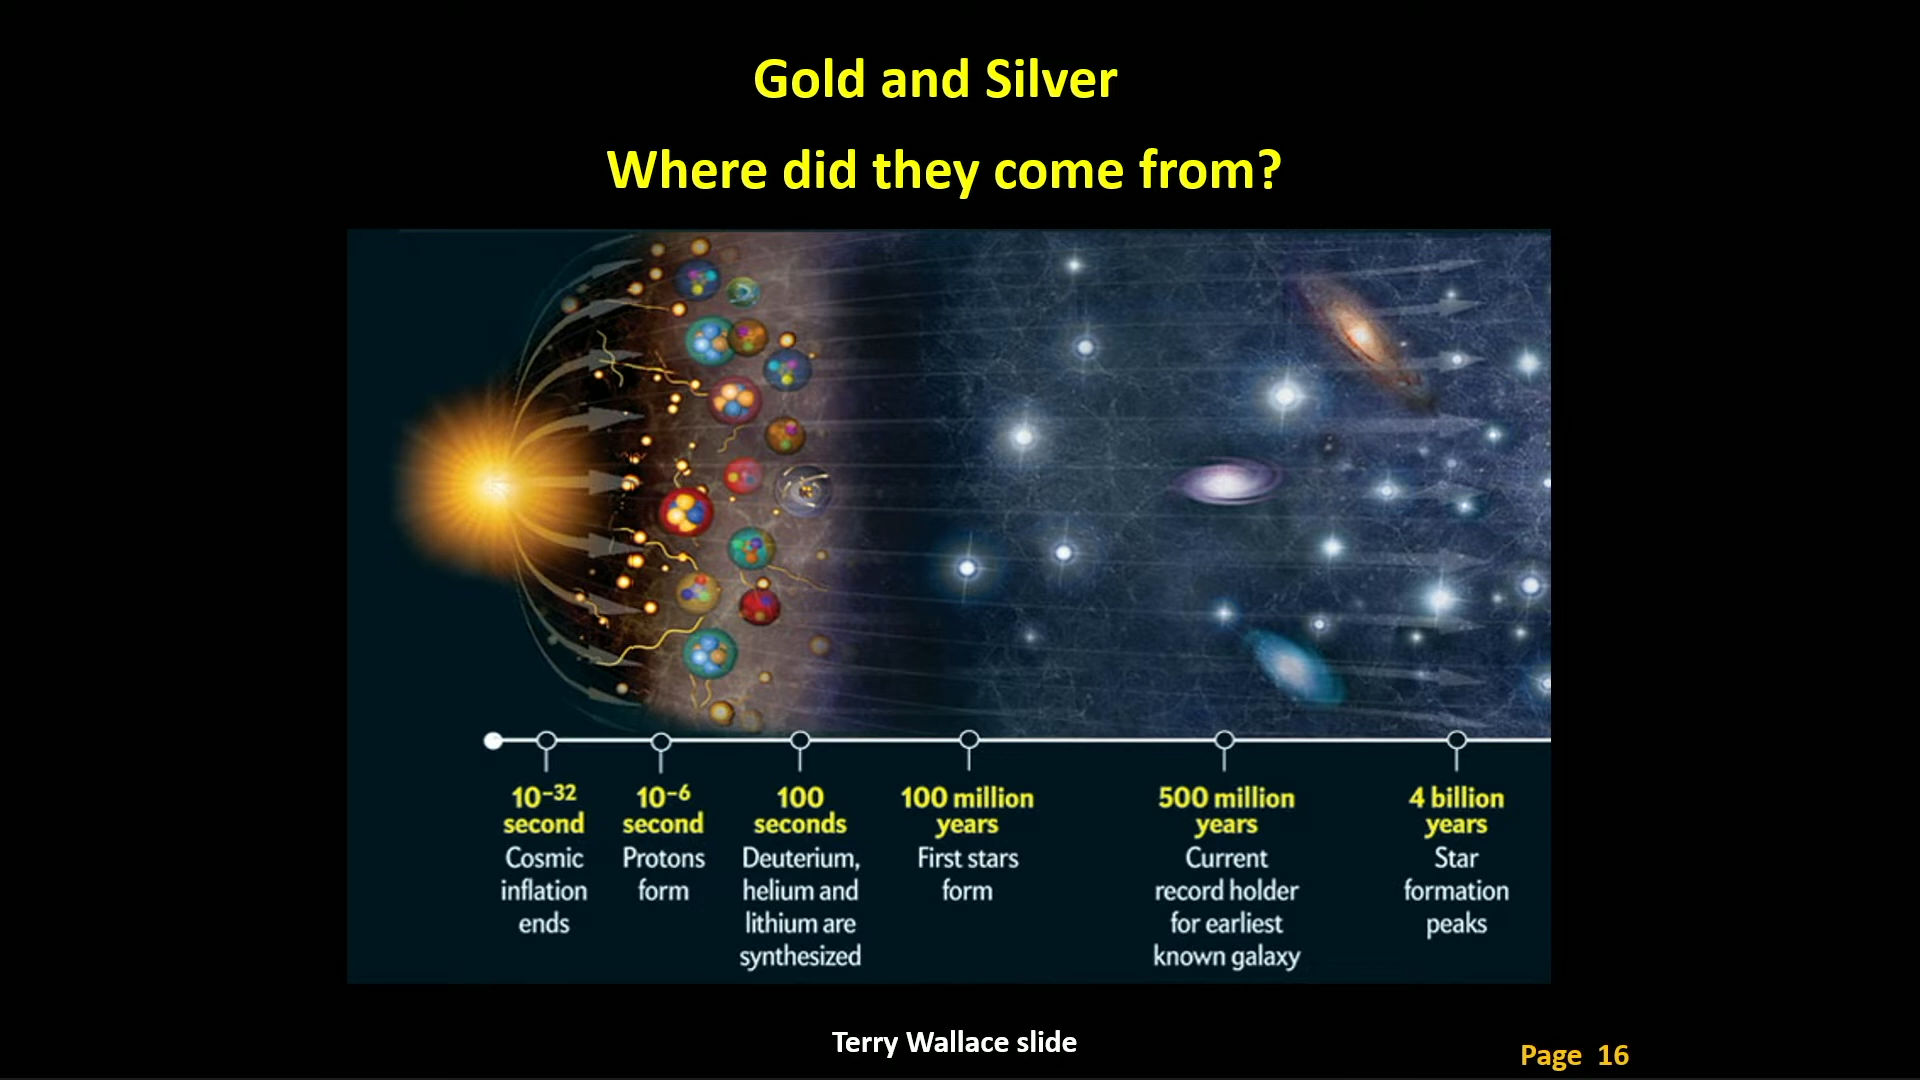 Gold and Silver
Where did they come from?
10⁻³²
second
Cosmic
inflation
ends
10⁻⁶
second
Protons
form
100
seconds
Deuterium,
helium and
lithium are
synthesized
100 million
years
First stars
form
500 million
years
Current
record holder
for earliest
known galaxy
4 billion
years
Star
formation
peaks
Terry Wallace slide
Page 16